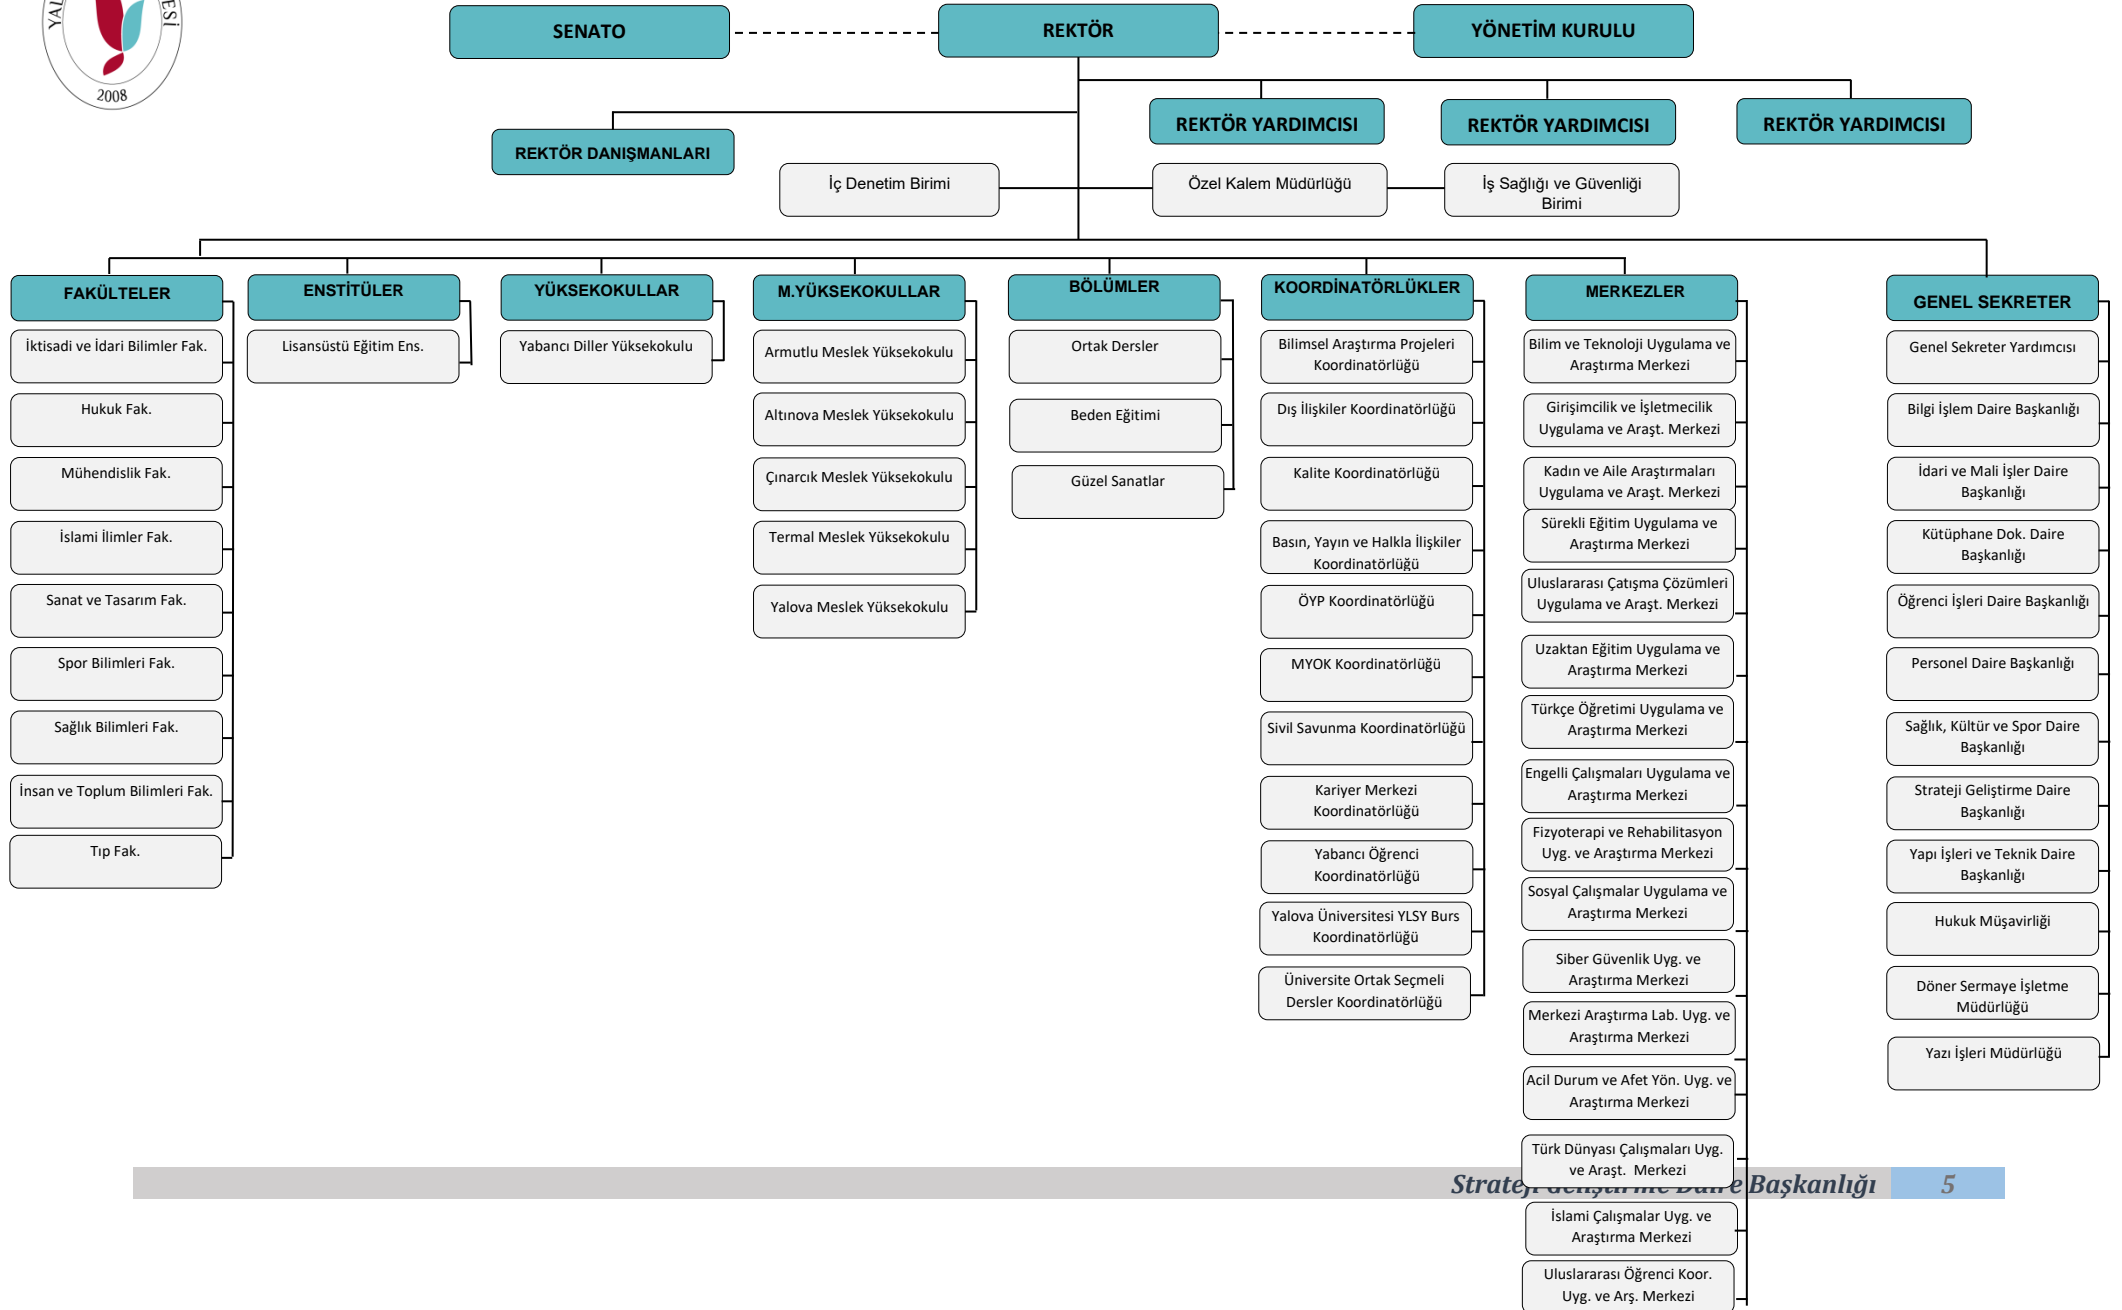 2008
SENATO
REKTÖR
YÖNETİM KURULU
REKTÖR DANIŞMANLARI
REKTÖR YARDIMCISI
REKTÖR YARDIMCISI
REKTÖR YARDIMCISI
İç Denetim Birimi
Özel Kalem Müdürlüğü
İş Sağlığı ve Güvenliği
Birimi
FAKÜLTELER
İktisadi ve İdari Bilimler Fak.
Hukuk Fak.
Mühendislik Fak.
İslami İlimler Fak.
Sanat ve Tasarım Fak.
Spor Bilimleri Fak.
Sağlık Bilimleri Fak.
İnsan ve Toplum Bilimleri Fak.
Tıp Fak.
ENSTİTÜLER
Lisansüstü Eğitim Ens.
YÜKSEKOKULLAR
Yabancı Diller Yüksekokulu
M.YÜKSEKOKULLAR
Armutlu Meslek Yüksekokulu
Altınova Meslek Yüksekokulu
Çınarcık Meslek Yüksekokulu
Termal Meslek Yüksekokulu
Yalova Meslek Yüksekokulu
BÖLÜMLER
Ortak Dersler
Beden Eğitimi
Güzel Sanatlar
KOORDİNATÖRLÜKLER
Bilimsel Araştırma Projeleri
Koordinatörlüğü
Dış İlişkiler Koordinatörlüğü
Kalite Koordinatörlüğü
Basın, Yayın ve Halkla İlişkiler
Koordinatörlüğü
ÖYP Koordinatörlüğü
MYOK Koordinatörlüğü
Sivil Savunma Koordinatörlüğü
Kariyer Merkezi
Koordinatörlüğü
Yabancı Öğrenci
Koordinatörlüğü
Yalova Üniversitesi YLSY Burs
Koordinatörlüğü
Üniversite Ortak Seçmeli
Dersler Koordinatörlüğü
MERKEZLER
Bilim ve Teknoloji Uygulama ve
Araştırma Merkezi
Girişimcilik ve İşletmecilik
Uygulama ve Araşt. Merkezi
Kadın ve Aile Araştırmaları
Uygulama ve Araşt. Merkezi
Sürekli Eğitim Uygulama ve
Araştırma Merkezi
Uluslararası Çatışma Çözümleri
Uygulama ve Araşt. Merkezi
Uzaktan Eğitim Uygulama ve
Araştırma Merkezi
Türkçe Öğretimi Uygulama ve
Araştırma Merkezi
Engelli Çalışmaları Uygulama ve
Araştırma Merkezi
Fizyoterapi ve Rehabilitasyon
Uyg. ve Araştırma Merkezi
Sosyal Çalışmalar Uygulama ve
Araştırma Merkezi
Siber Güvenlik Uyg. ve
Araştırma Merkezi
Merkezi Araştırma Lab. Uyg. ve
Araştırma Merkezi
Acil Durum ve Afet Yön. Uyg. ve
Araştırma Merkezi
Türk Dünyası Çalışmaları Uyg.
ve Araşt. Merkezi
İslami Çalışmalar Uyg. ve
Araştırma Merkezi
Uluslararası Öğrenci Koor.
Uyg. ve Arş. Merkezi
GENEL SEKRETER
Genel Sekreter Yardımcısı
Bilgi İşlem Daire Başkanlığı
İdari ve Mali İşler Daire
Başkanlığı
Kütüphane Dok. Daire
Başkanlığı
Öğrenci İşleri Daire Başkanlığı
Personel Daire Başkanlığı
Sağlık, Kültür ve Spor Daire
Başkanlığı
Strateji Geliştirme Daire
Başkanlığı
Yapı İşleri ve Teknik Daire
Başkanlığı
Hukuk Müşavirliği
Döner Sermaye İşletme
Müdürlüğü
Yazı İşleri Müdürlüğü
Strateji Geliştirme Daire Başkanlığı 5